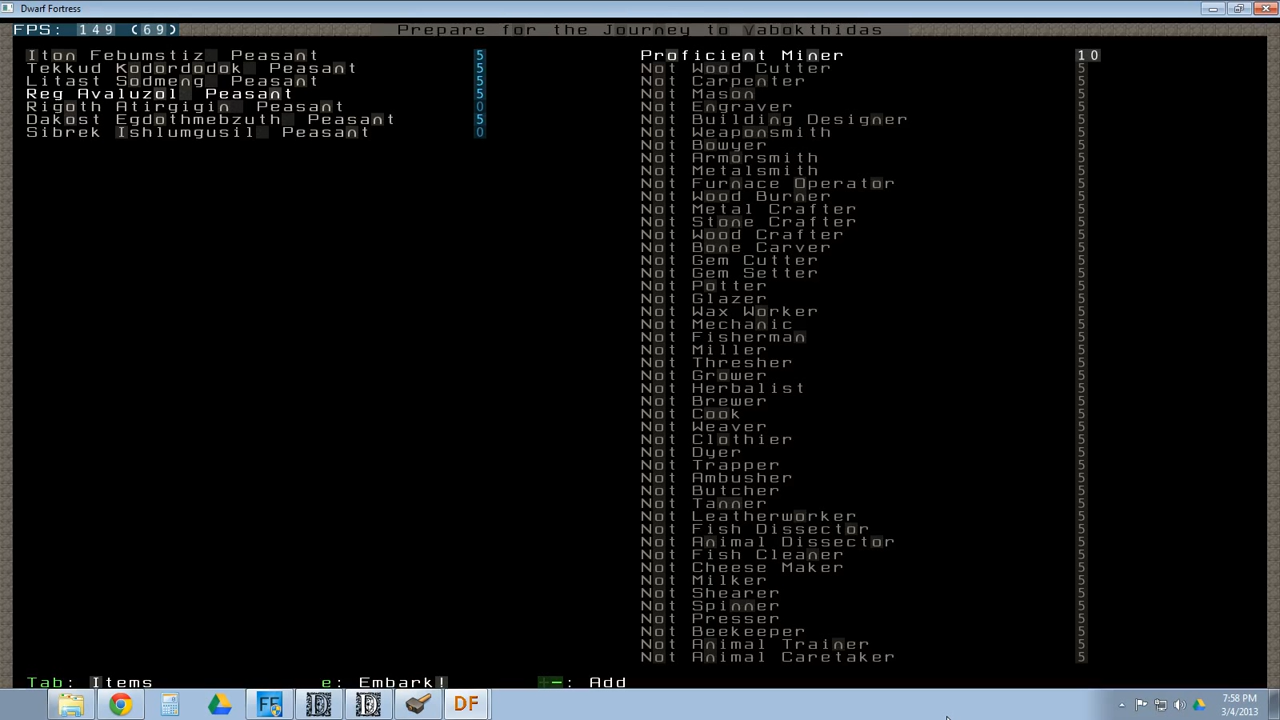 Dwarf Fortress
FPS: 149 (69) Prepare for the Journey to Vabokthidas
Iton Febumstiz Peasant 5
Tekkud Kodordodok Peasant 5
Litast Sodmeng Peasant 5
Reg Avaluzol Peasant 5
Rigoth Atirgigin Peasant 0
Dakost Egdothmebzuth Peasant 5
Sibrek Ishlumgusil Peasant 0
Proficient Miner 10
Not Wood Cutter 5
Not Carpenter 5
Not Mason 5
Not Engraver 5
Not Building Designer 5
Not Weaponsmith 5
Not Bowyer 5
Not Armorsmith 5
Not Metalsmith 5
Not Furnace Operator 5
Not Wood Burner 5
Not Metal Crafter 5
Not Stone Crafter 5
Not Wood Crafter 5
Not Bone Carver 5
Not Gem Cutter 5
Not Gem Setter 5
Not Potter 5
Not Glazer 5
Not Wax Worker 5
Not Mechanic 5
Not Fisherman 5
Not Miller 5
Not Thresher 5
Not Grower 5
Not Herbalist 5
Not Brewer 5
Not Cook 5
Not Weaver 5
Not Clothier 5
Not Dyer 5
Not Trapper 5
Not Ambusher 5
Not Butcher 5
Not Tanner 5
Not Leatherworker 5
Not Fish Dissector 5
Not Animal Dissector 5
Not Fish Cleaner 5
Not Cheese Maker 5
Not Milker 5
Not Shearer 5
Not Spinner 5
Not Presser 5
Not Beekeeper 5
Not Animal Trainer 5
Not Animal Caretaker 5
Tab: Items e: Embark! +-: Add
FF DF
7:58 PM
3/4/2013